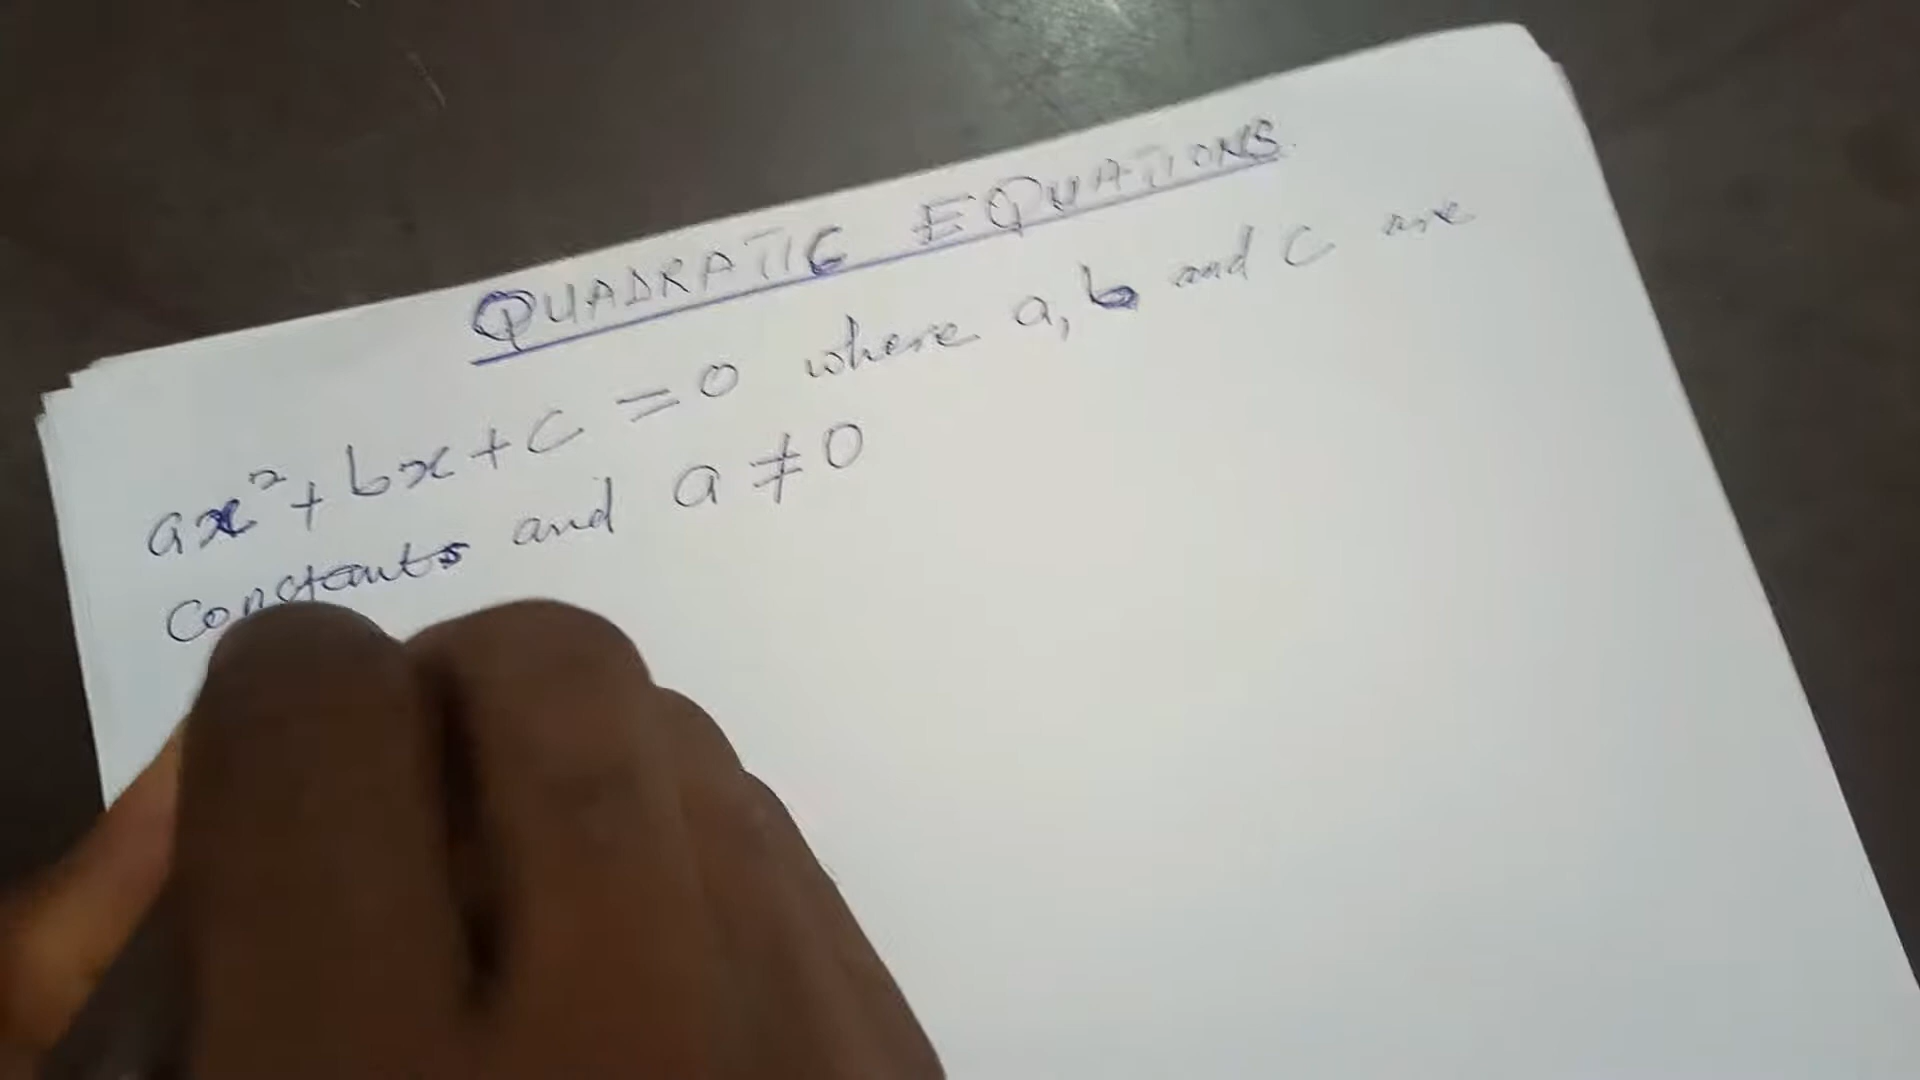 QUADRATIC EQUATIONS
ax²+bx+c = 0 where a, b and c are
Constants and a ≠ 0